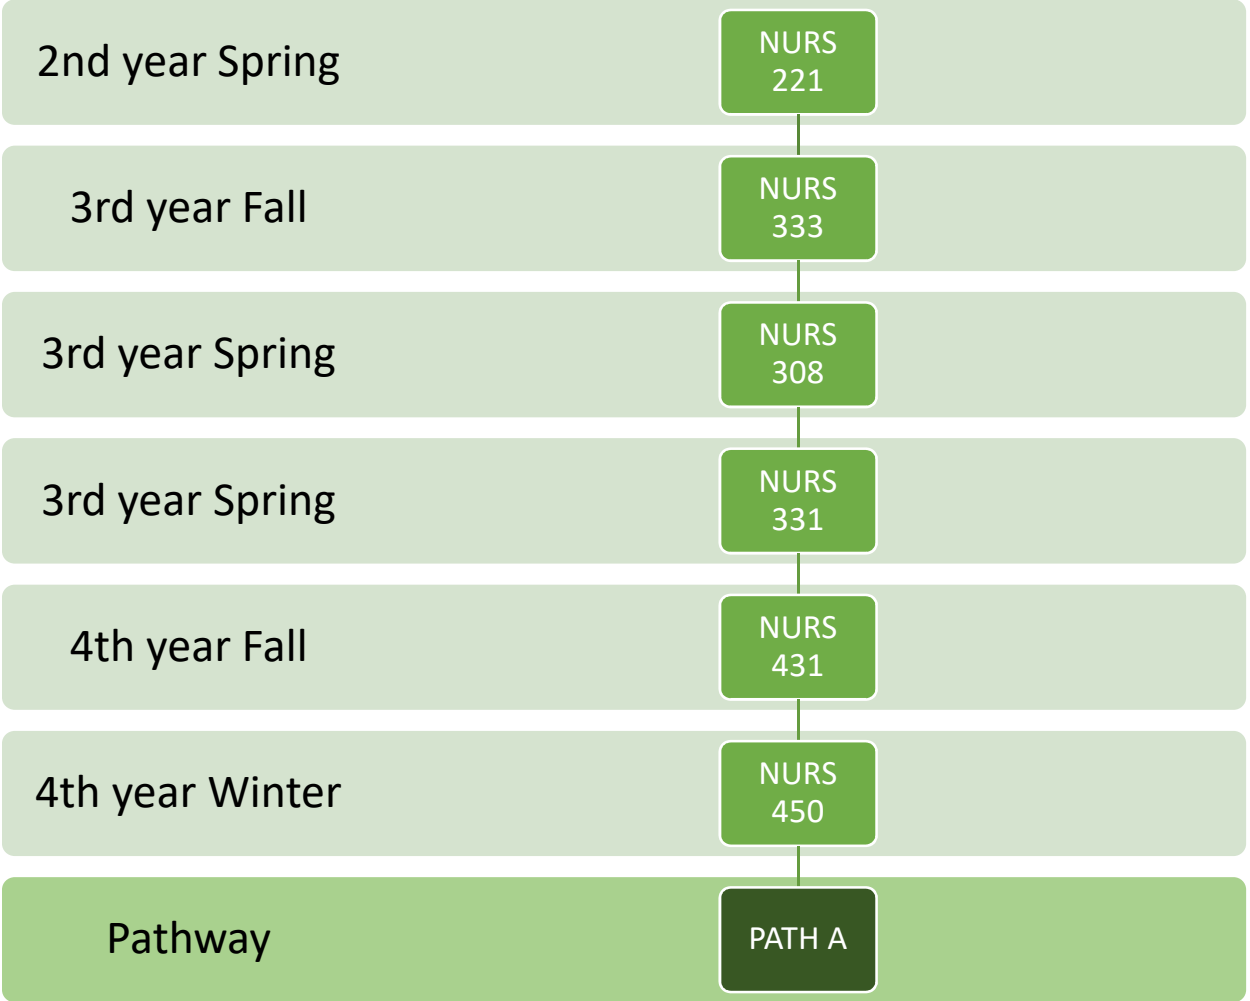 2nd year Spring
NURS
221
3rd year Fall
NURS
333
3rd year Spring
NURS
308
3rd year Spring
NURS
331
4th year Fall
NURS
431
4th year Winter
NURS
450
Pathway
PATH A